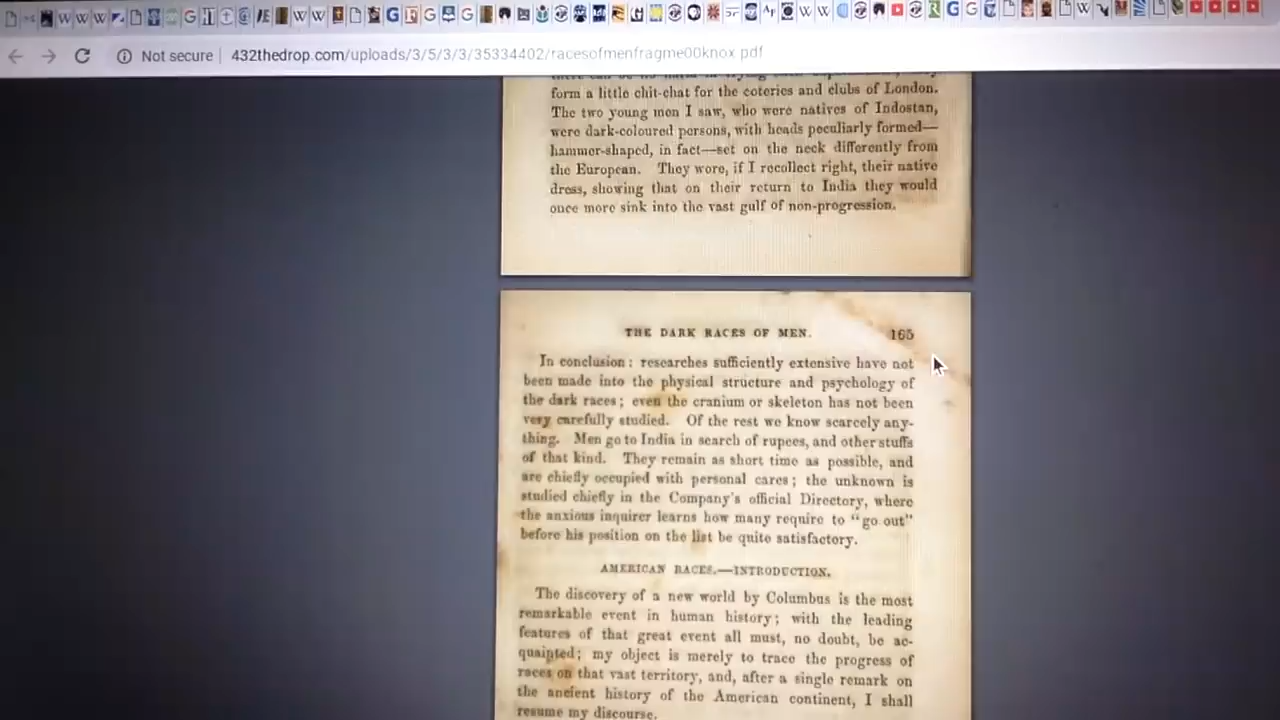 Not secure | 432thedrop.com/uploads/3/5/3/3/35334402/racesofmenfragme00knox.pdf
form a little chit-chat for the coteries and clubs of London.
The two young men I saw, who were natives of Indostan,
were dark-coloured persons, with heads peculiarly formed—
hammer-shaped, in fact—set on the neck differently from
the European. They wore, if I recollect right, their native
dress, showing that on their return to India they would
once more sink into the vast gulf of non-progression.
THE DARK RACES OF MEN. 165
In conclusion: researches sufficiently extensive have not
been made into the physical structure and psychology of
the dark races; even the cranium or skeleton has not been
very carefully studied. Of the rest we know scarcely any-
thing. Men go to India in search of rupees, and other stuffs
of that kind. They remain as short time as possible, and
are chiefly occupied with personal cares; the unknown is
studied chiefly in the Company's official Directory, where
the anxious inquirer learns how many require to "go out"
before his position on the list be quite satisfactory.
AMERICAN RACES.—INTRODUCTION.
The discovery of a new world by Columbus is the most
remarkable event in human history; with the leading
features of that great event all must, no doubt, be ac-
quainted; my object is merely to trace the progress of
races on that vast territory, and, after a single remark on
the ancient history of the American continent, I shall
resume my discourse.